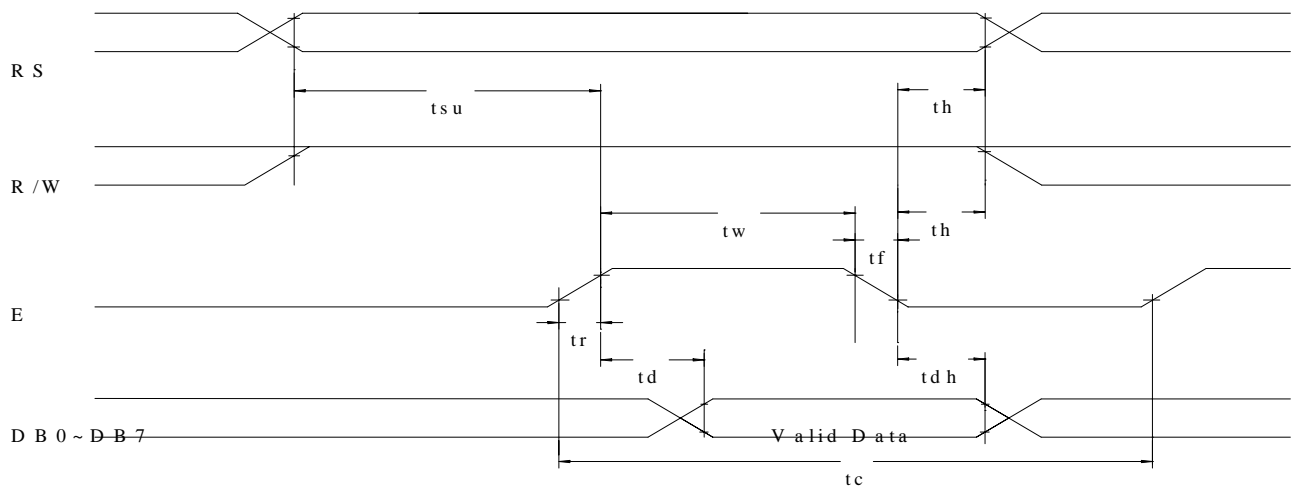 RS
tsu
th
R/W
tw
th
tf
E
tr
td
tdh
DB0~DB7
Valid Data
tc